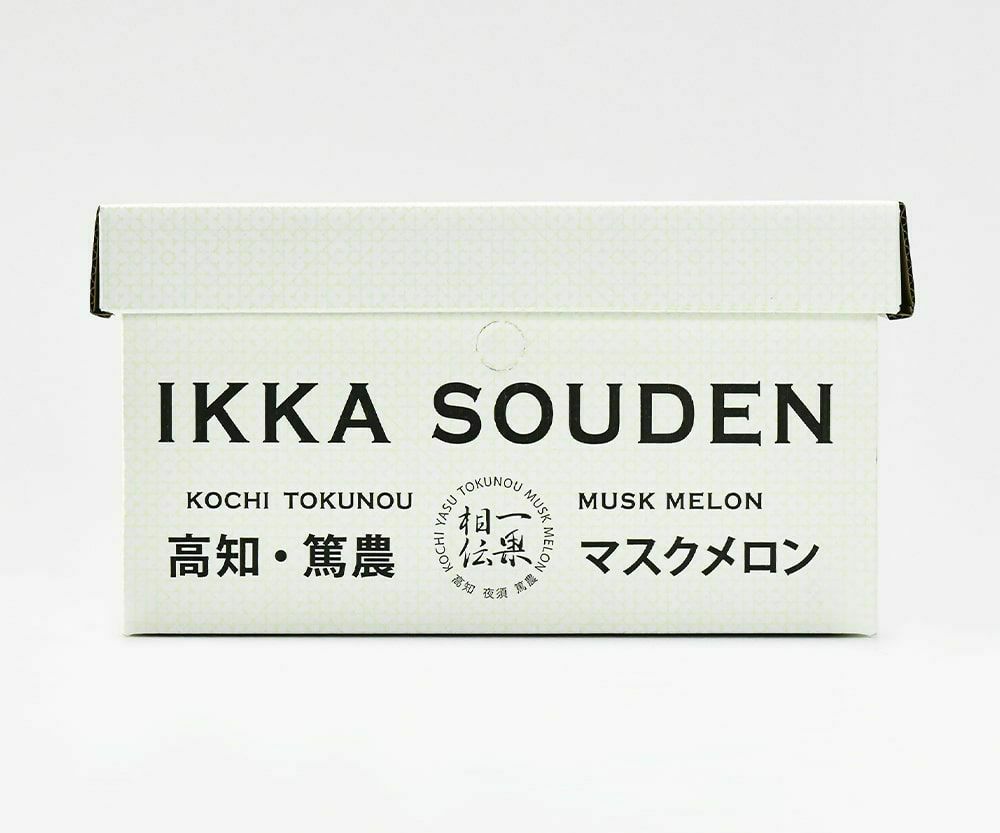 IKKA SOUDEN
KOCHI TOKUNOU
高知・篤農
KOCHI YASU TOKUNOU MUSK MELON
一果
相伝
高知 夜須 篤農
MUSK MELON
マスクメロン